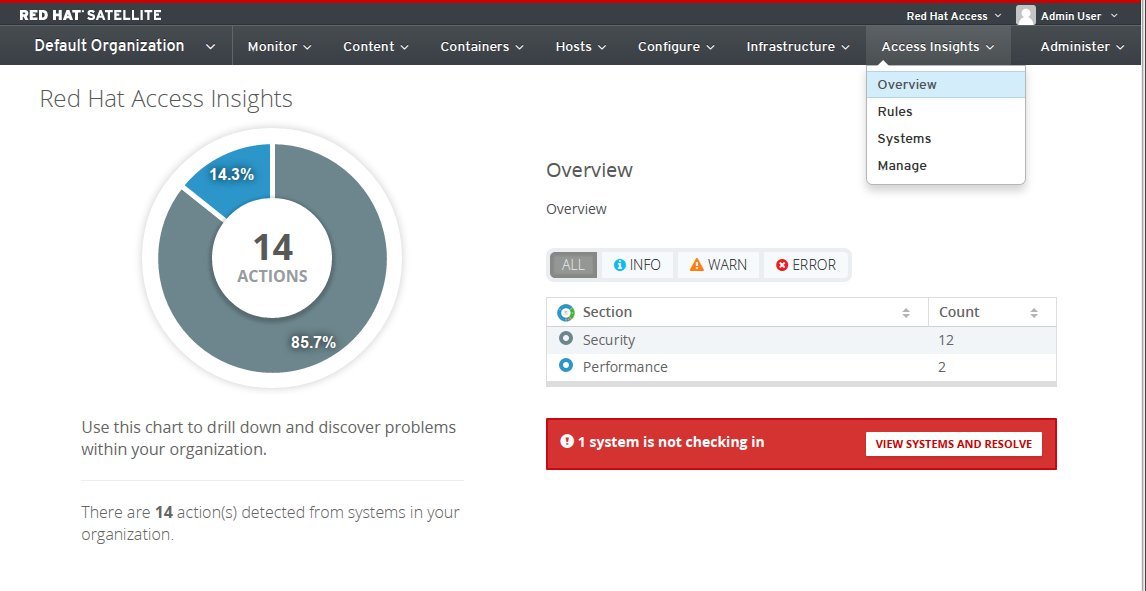 RED HAT SATELLITE
Red Hat Access
Admin User
Default Organization
Monitor
Content
Containers
Hosts
Configure
Infrastructure
Access Insights
Administer
Overview
Rules
Systems
Manage
Red Hat Access Insights
14.3%
14
ACTIONS
85.7%
Use this chart to drill down and discover problems
within your organization.
There are 14 action(s) detected from systems in your
organization.
Overview
Overview
ALL
INFO
WARN
ERROR
Section Count
Security 12
Performance 2
1 system is not checking in
VIEW SYSTEMS AND RESOLVE